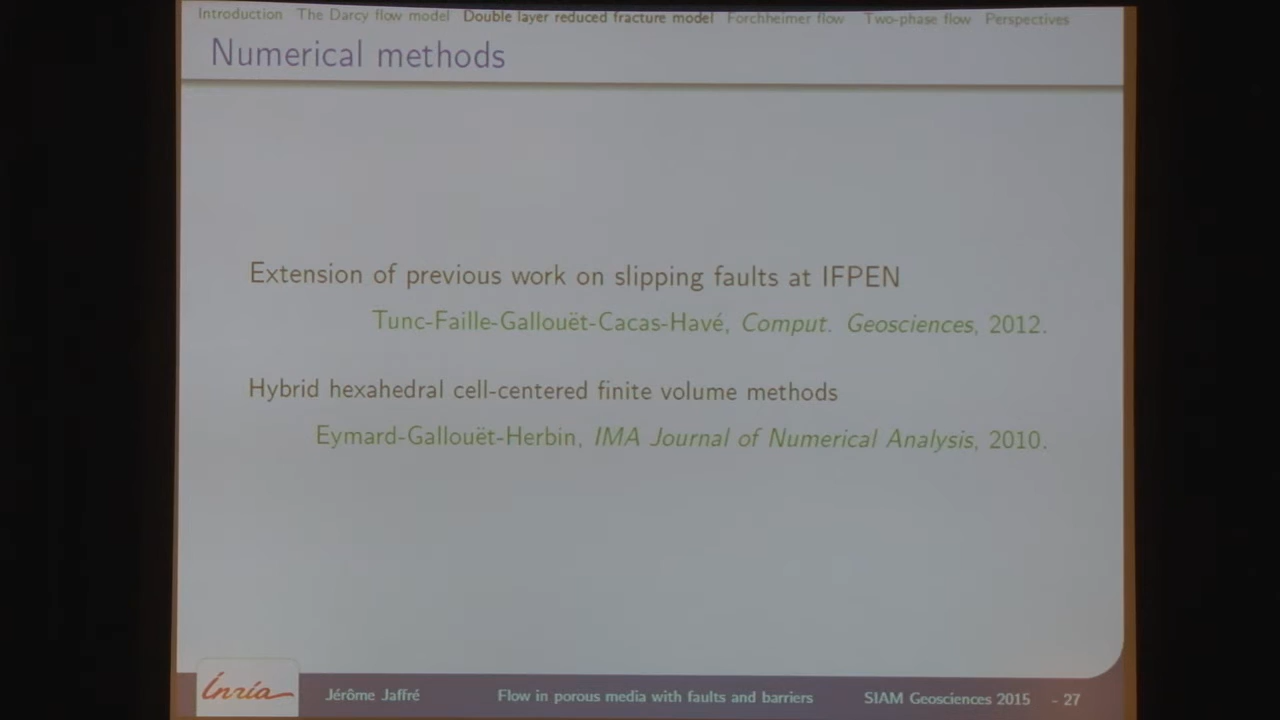 Introduction The Darcy flow model Double layer reduced fracture model Forchheimer flow Two-phase flow Perspectives
Numerical methods
Extension of previous work on slipping faults at IFPEN
Tunc-Faille-Gallouët-Cacas-Havé, Comput. Geosciences, 2012.
Hybrid hexahedral cell-centered finite volume methods
Eymard-Gallouët-Herbin, IMA Journal of Numerical Analysis, 2010.
Inría Jérôme Jaffré Flow in porous media with faults and barriers SIAM Geosciences 2015 - 27